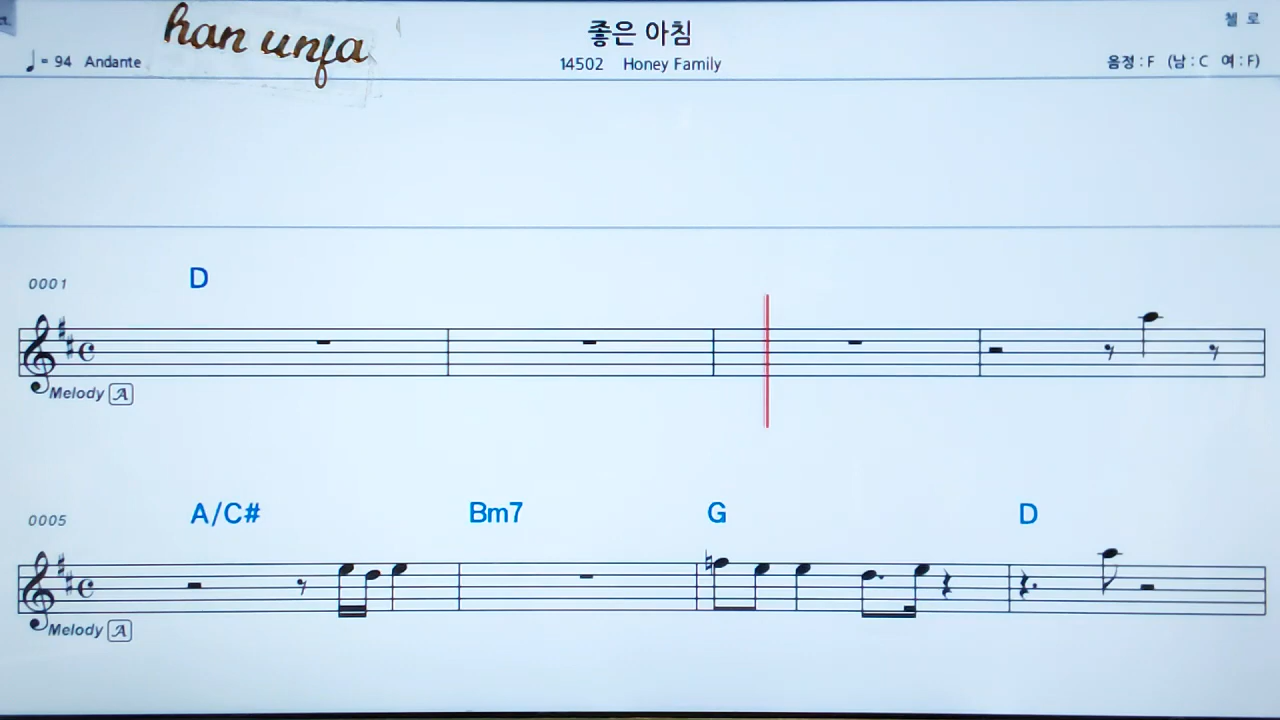 han unfa
좋은 아침
첼 로
♩ = 94 Andante
14502 Honey Family
음정 : F (남 : C 여 : F)
0001
D
Melody A
0005
A/C# Bm7 G D
Melody A